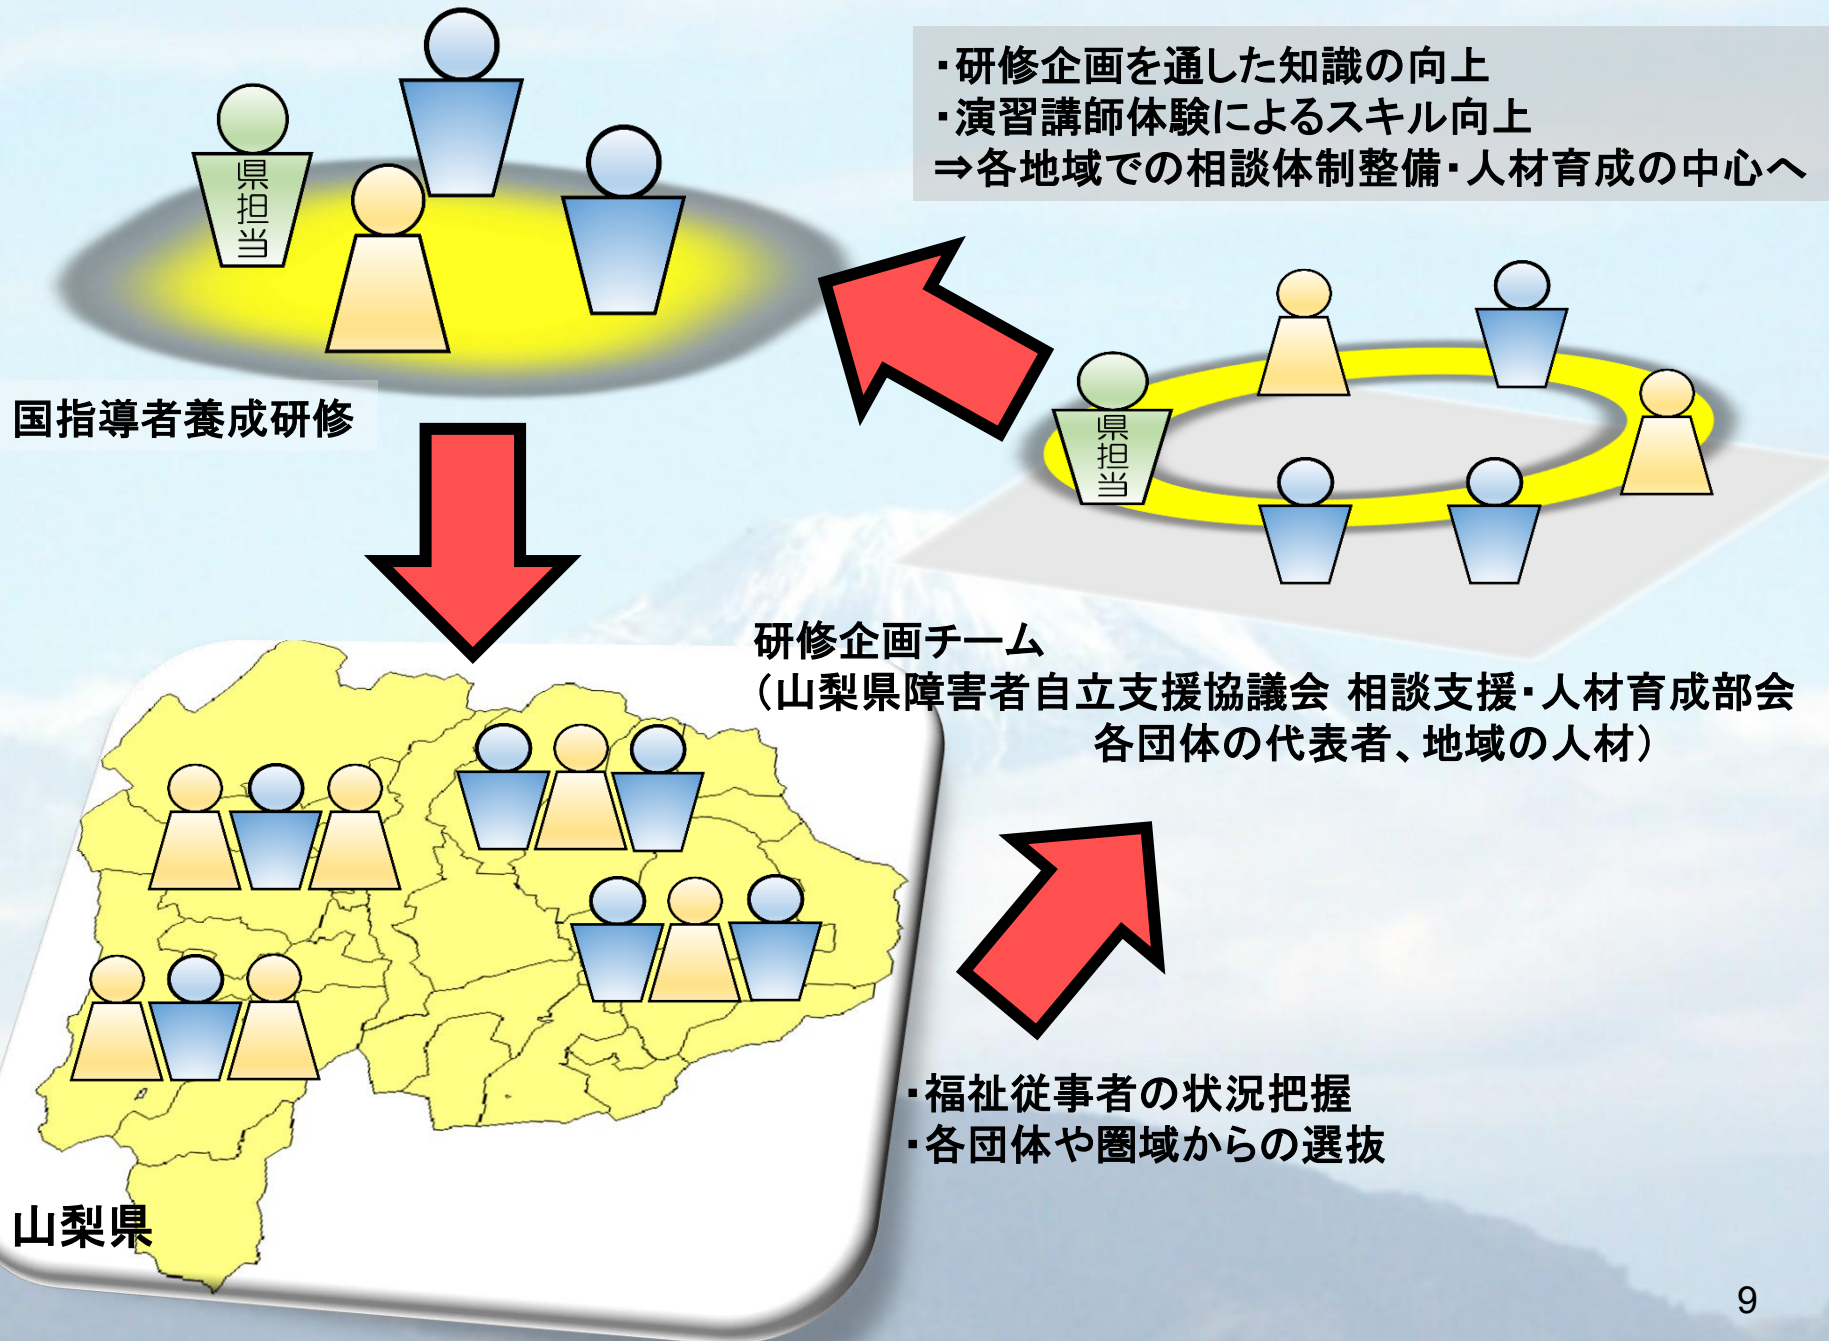 県担当
・研修企画を通した知識の向上
・演習講師体験によるスキル向上
⇒各地域での相談体制整備・人材育成の中心へ
国指導者養成研修
県担当
研修企画チーム
（山梨県障害者自立支援協議会 相談支援・人材育成部会
各団体の代表者、地域の人材）
・福祉従事者の状況把握
・各団体や圏域からの選抜
山梨県
9